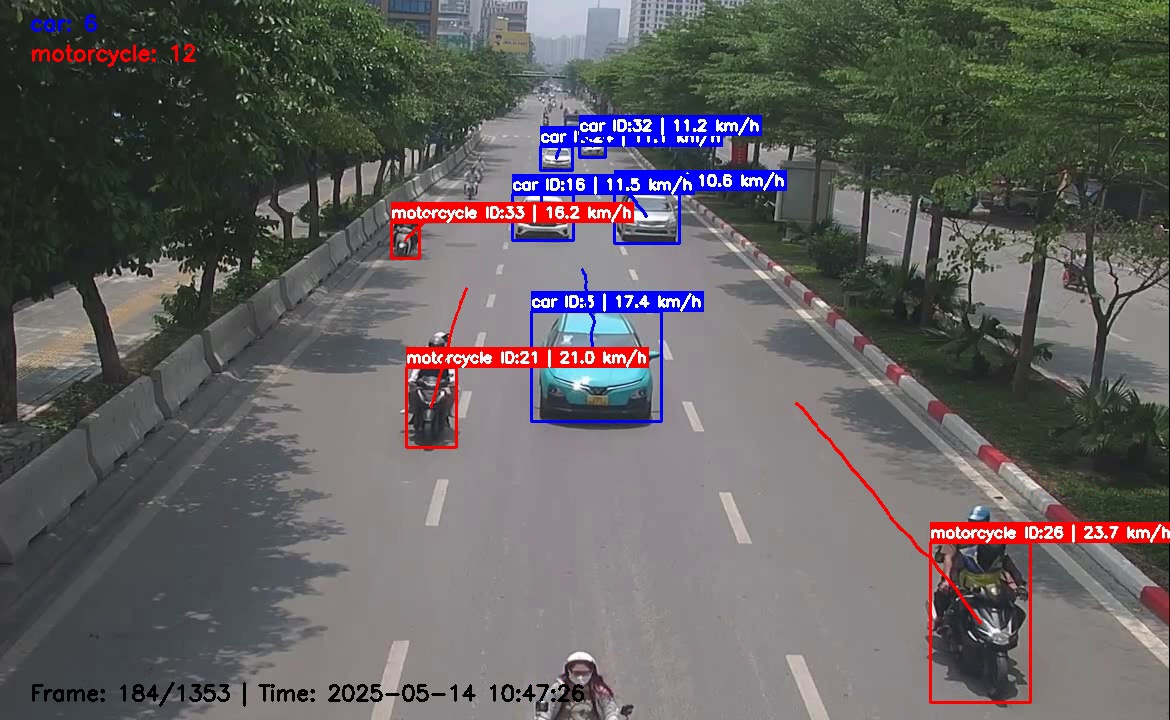 car: 6
motorcycle: 12
car ID:32 | 11.2 km/h
car
km/h
car ID:16 | 11.5 km/h
10.6 km/h
motorcycle ID:33 | 16.2 km/h
car ID:5 | 17.4 km/h
motorcycle ID:21 | 21.0 km/h
motorcycle ID:26 | 23.7 km/h
Frame: 184/1353 | Time: 2025-05-14 10:47:26